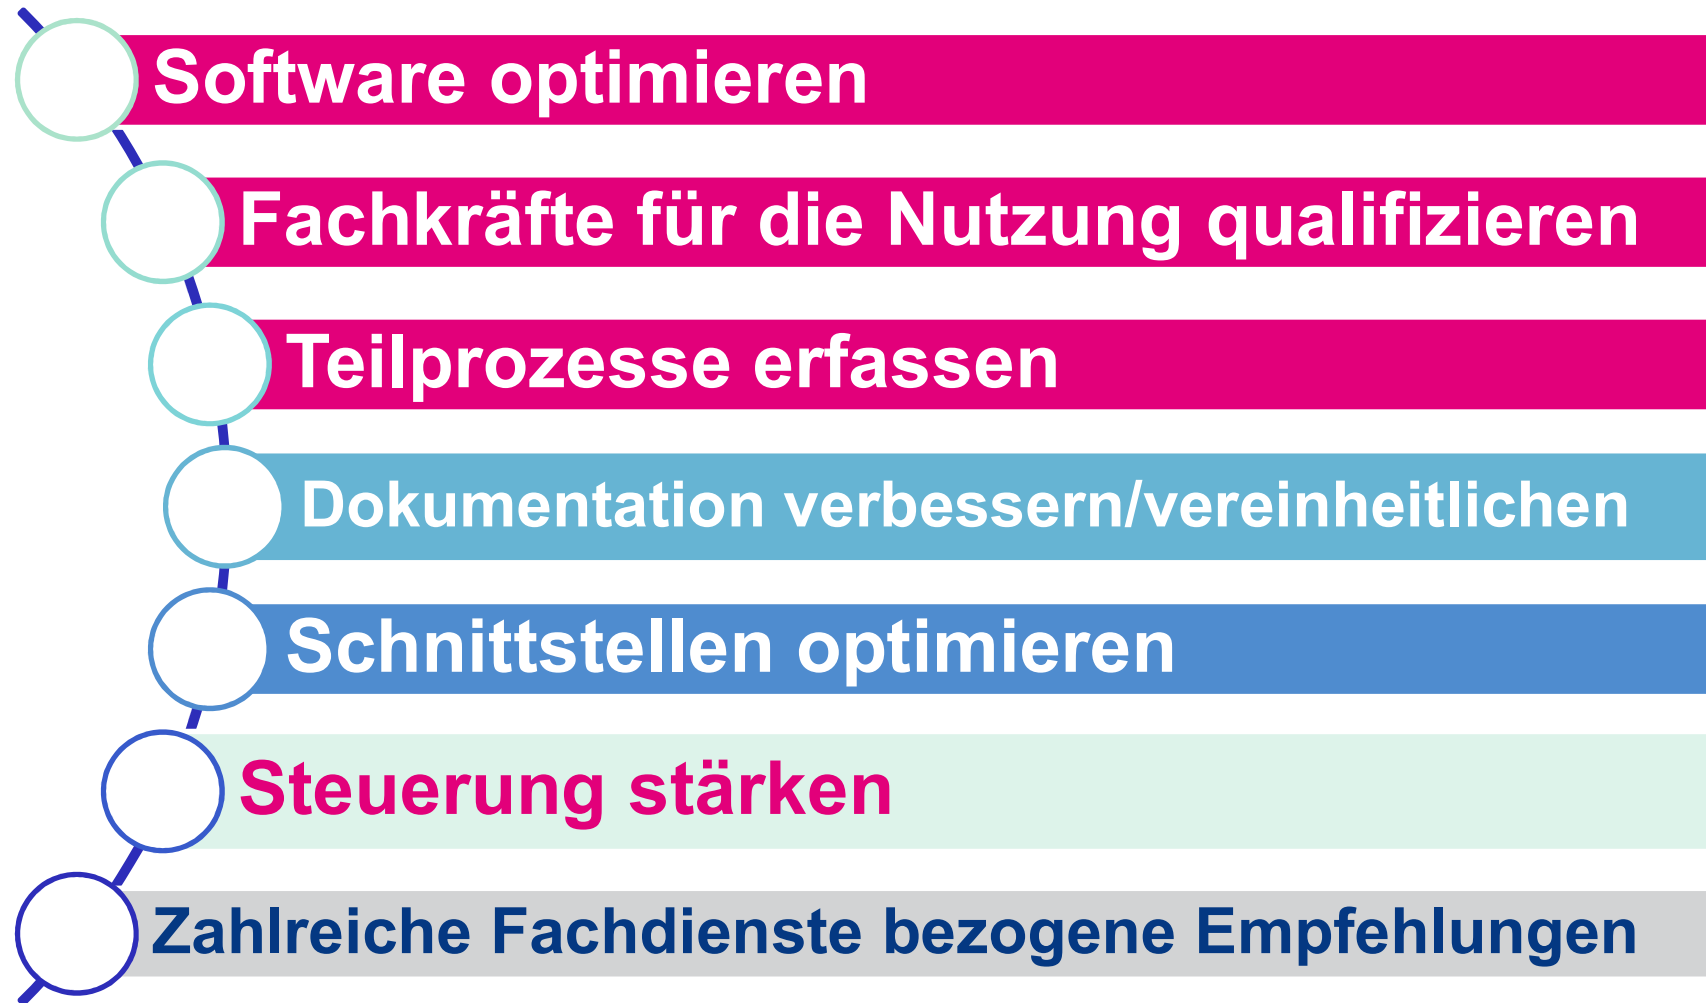 Software optimieren
Fachkräfte für die Nutzung qualifizieren
Teilprozesse erfassen
Dokumentation verbessern/vereinheitlichen
Schnittstellen optimieren
Steuerung stärken
Zahlreiche Fachdienste bezogene Empfehlungen